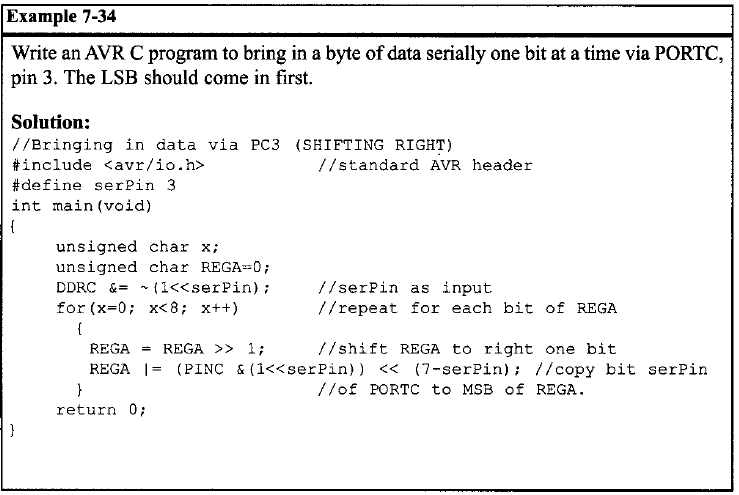 Example 7-34
Write an AVR C program to bring in a byte of data serially one bit at a time via PORTC,
pin 3. The LSB should come in first.
Solution:
//Bringing in data via PC3 (SHIFTING RIGHT)
#include <avr/io.h> //standard AVR header
#define serPin 3
int main(void)
{
unsigned char x;
unsigned char REGA=0;
DDRC &= ~(1<<serPin); //serPin as input
for(x=0; x<8; x++) //repeat for each bit of REGA
{
REGA = REGA >> 1; //shift REGA to right one bit
REGA |= (PINC &(1<<serPin)) << (7-serPin); //copy bit serPin
} //of PORTC to MSB of REGA.
return 0;
}